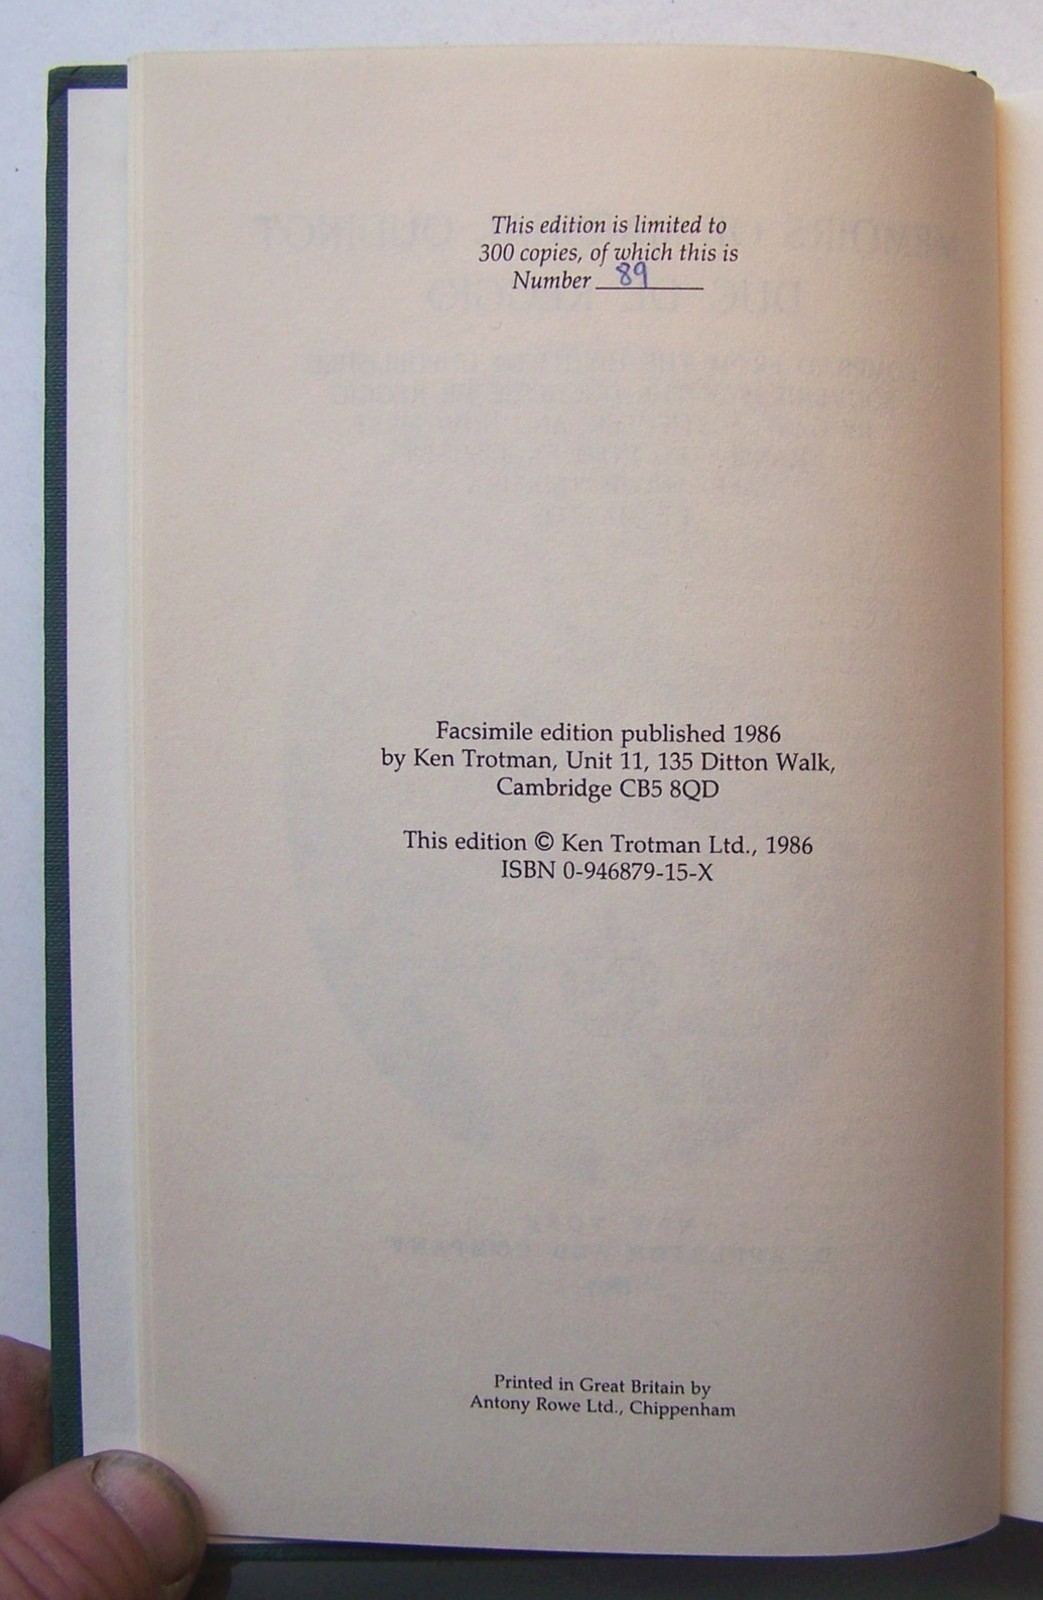 This edition is limited to
300 copies, of which this is
Number 89
Facsimile edition published 1986
by Ken Trotman, Unit 11, 135 Ditton Walk,
Cambridge CB5 8QD
This edition © Ken Trotman Ltd., 1986
ISBN 0-946879-15-X
Printed in Great Britain by
Antony Rowe Ltd., Chippenham